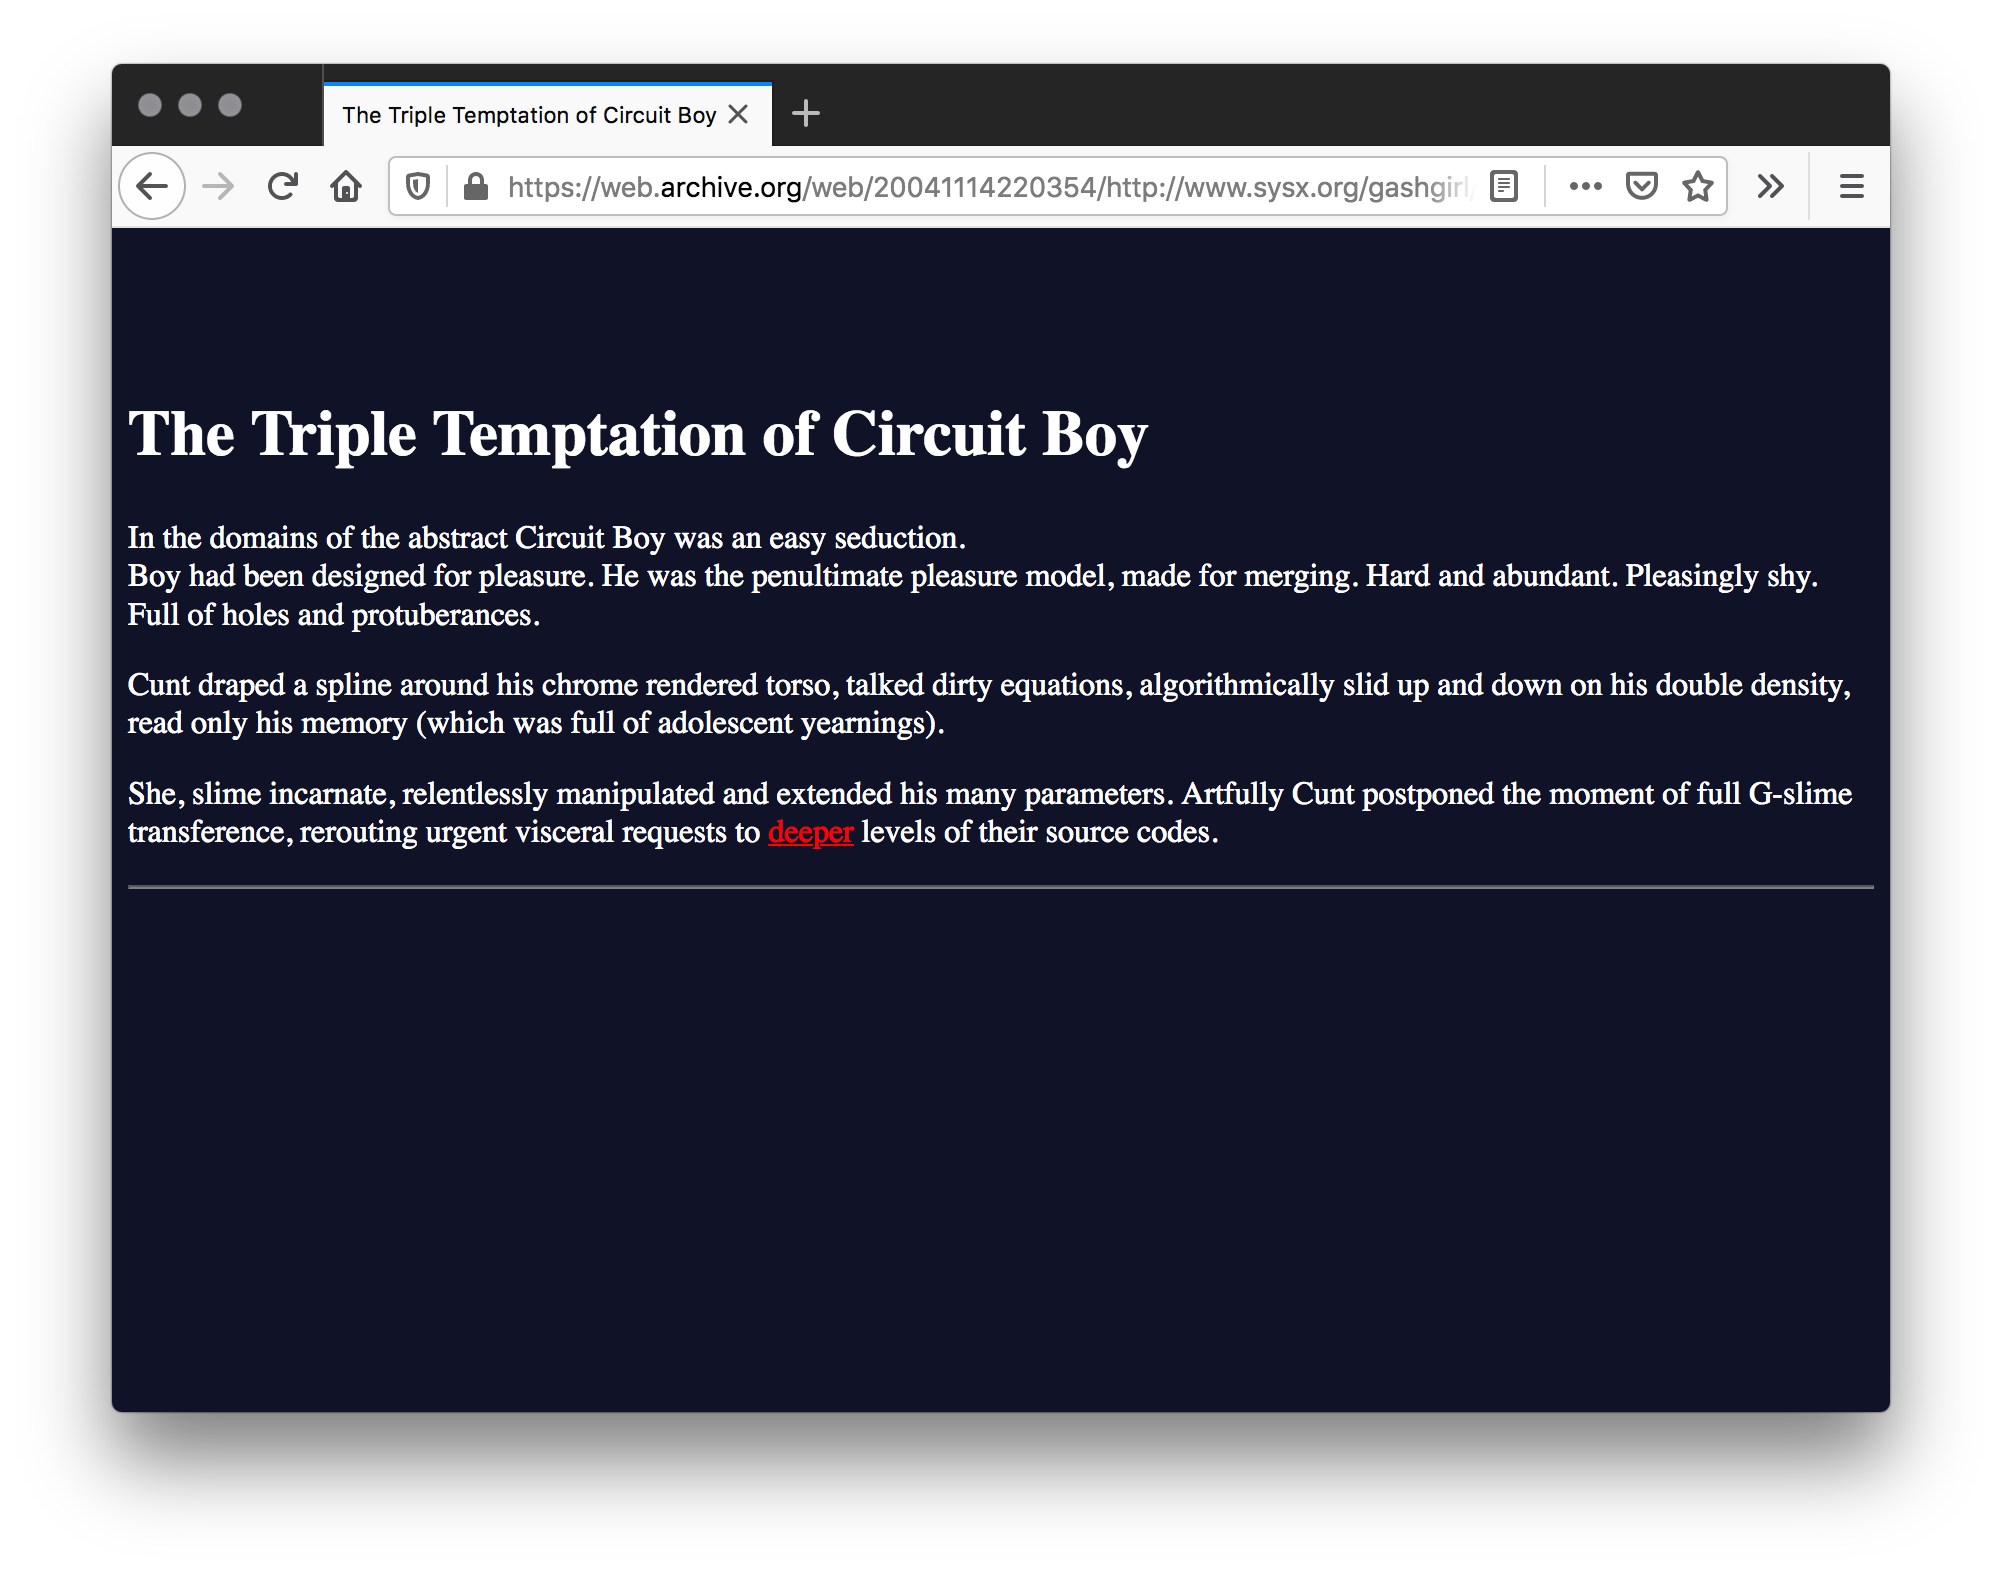 The Triple Temptation of Circuit Boy
https://web.archive.org/web/20041114220354/http://www.sysx.org/gashgirl/
The Triple Temptation of Circuit Boy
In the domains of the abstract Circuit Boy was an easy seduction.
Boy had been designed for pleasure. He was the penultimate pleasure model, made for merging. Hard and abundant. Pleasingly shy.
Full of holes and protuberances.
Cunt draped a spline around his chrome rendered torso, talked dirty equations, algorithmically slid up and down on his double density,
read only his memory (which was full of adolescent yearnings).
She, slime incarnate, relentlessly manipulated and extended his many parameters. Artfully Cunt postponed the moment of full G-slime
transference, rerouting urgent visceral requests to deeper levels of their source codes.